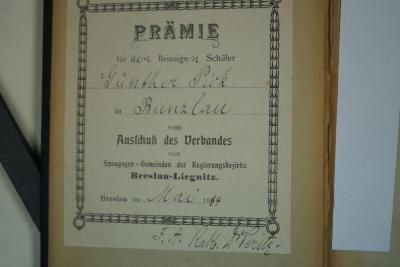 PRÄMIE
für den fleissigen Schüler
Günther Pick
in Bunzlau
vom
Ausschuß des Verbandes
von
Synagogen-Gemeinden der Regierungsbezirke
Breslau-Liegnitz.
Breslau im Mai 19